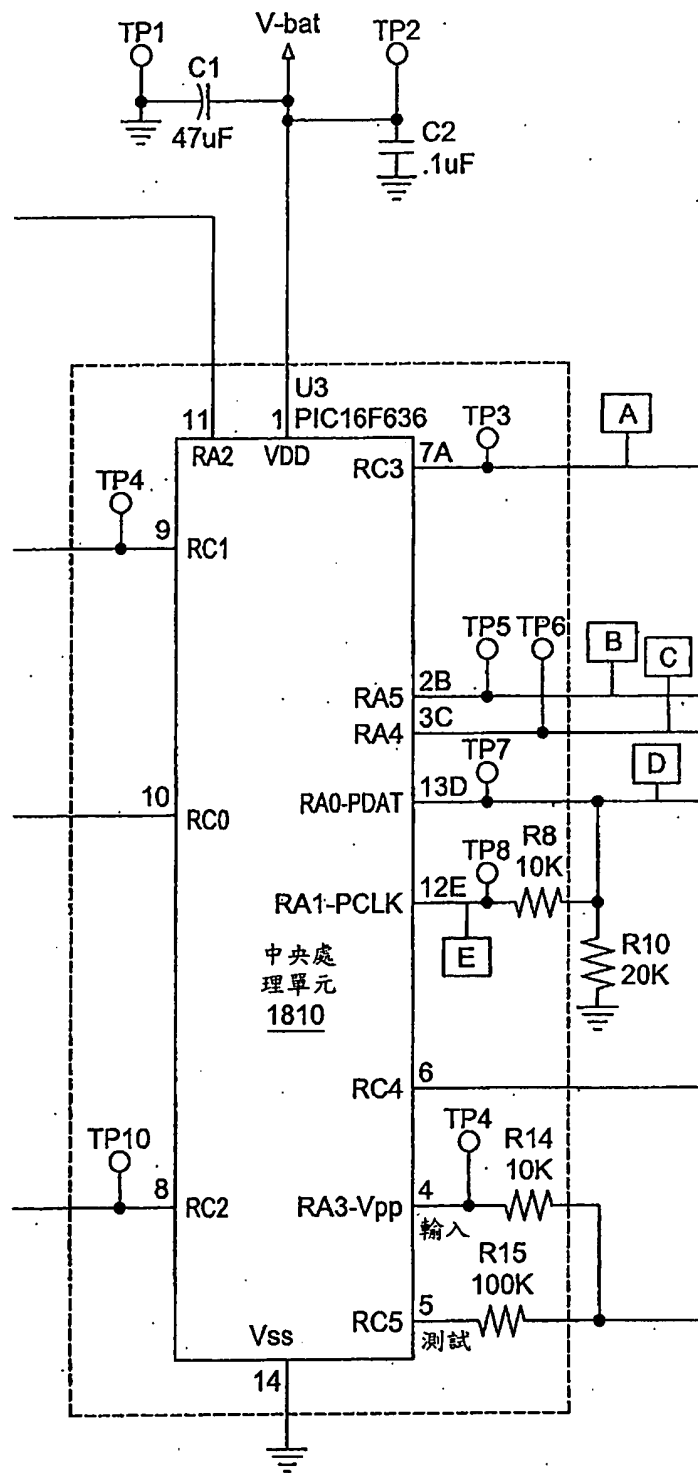 TP1
V-bat
TP2
C1
47uF
C2
.1uF
U3
PIC16F636
11
1
RA2
VDD
TP3
A
RC3
7A
TP4
9
RC1
TP5
TP6
B
C
RA5
2B
RA4
3C
TP7
D
RA0-PDAT
13D
10
RC0
TP8
R8
10K
RA1-PCLK
12E
E
R10
20K
中央處
理單元
1810
RC4
6
TP10
8
RC2
TP4
R14
10K
RA3-Vpp
4
輸入
R15
100K
RC5
5
測試
Vss
14